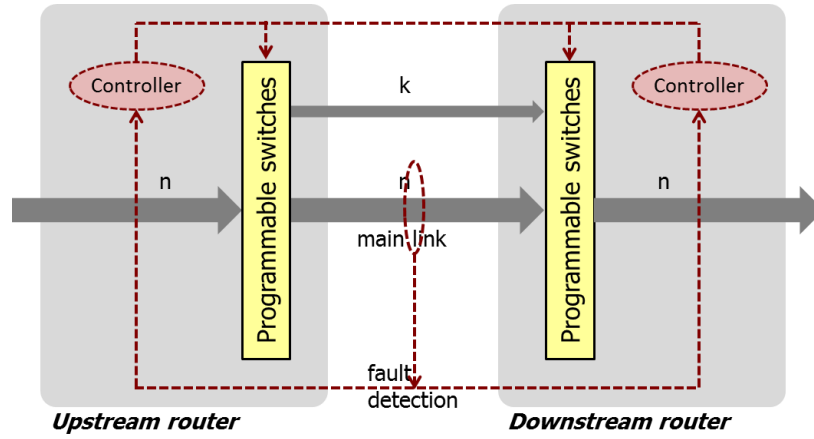 Controller
Controller
k
Programmable switches
Programmable switches
n
n
n
main link
fault
detection
Upstream router
Downstream router